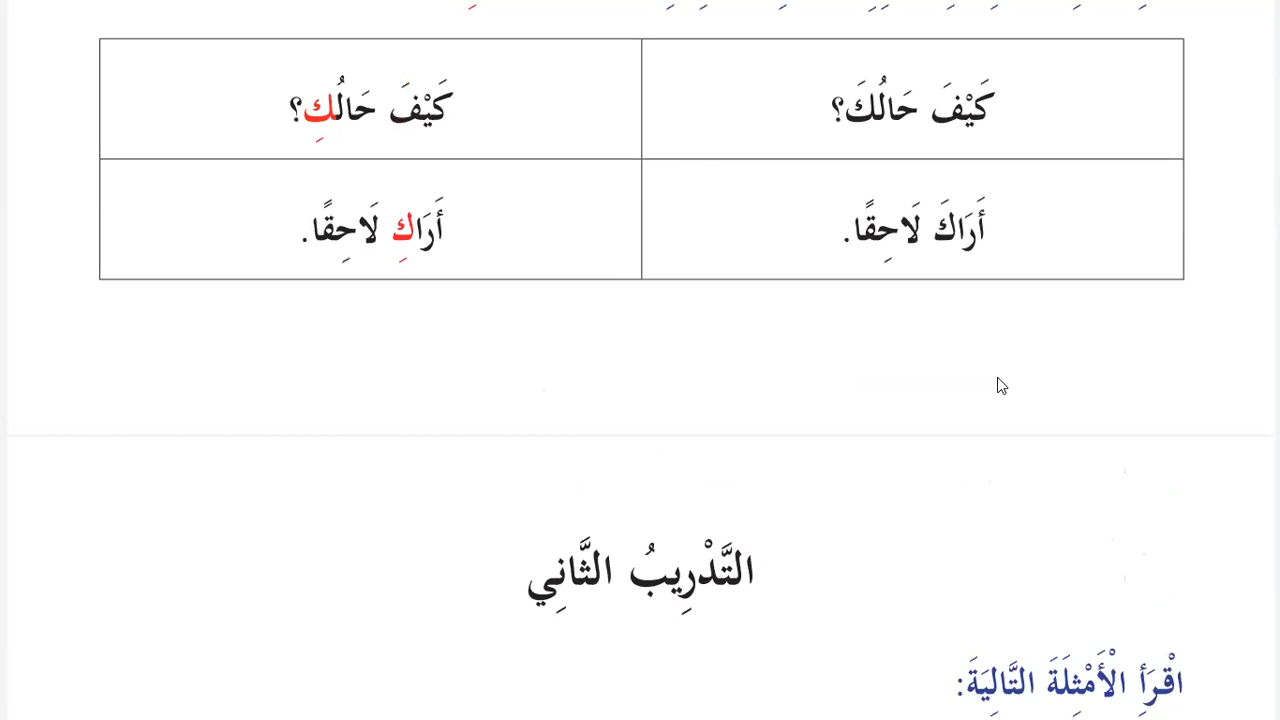 كَيْفَ حَالُكَ؟
كَيْفَ حَالُكِ؟
أَرَاكَ لَاحِقًا.
أَرَاكِ لَاحِقًا.
التَّدْرِيبُ الثَّانِي
اقْرَأِ الْأَمْثِلَةَ التَّالِيَةَ: